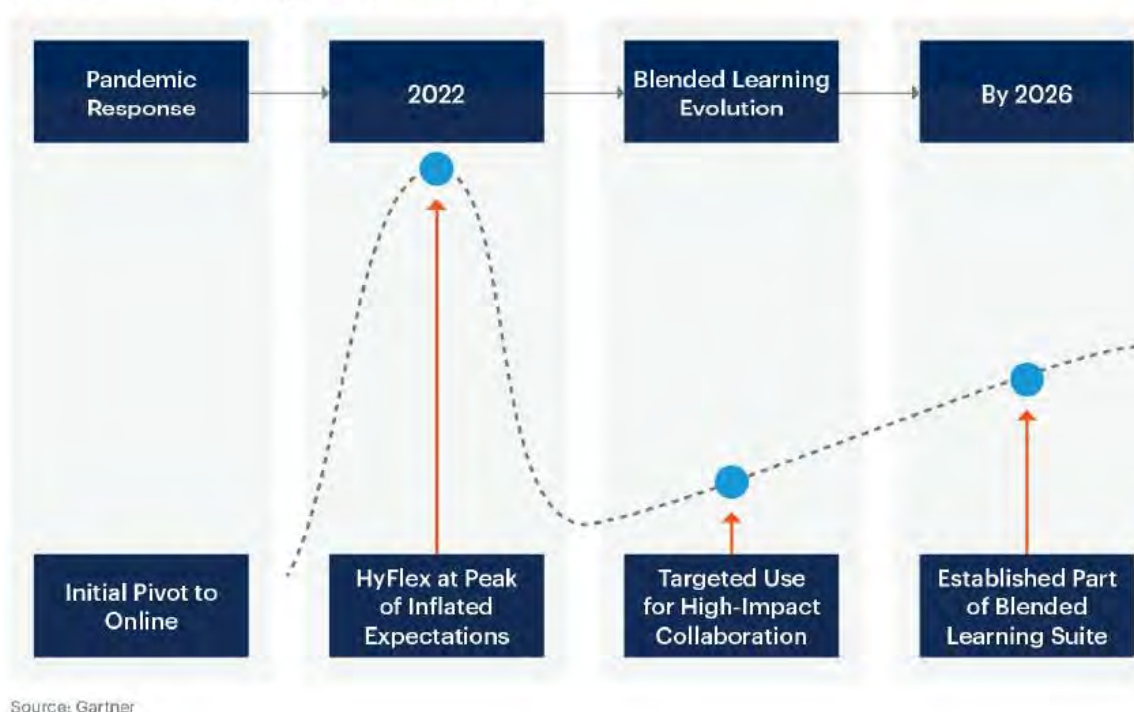 Pandemic
Response
2022
Blended Learning
Evolution
By 2026
Initial Pivot to
Online
HyFlex at Peak
of Inflated
Expectations
Targeted Use
for High-Impact
Collaboration
Established Part
of Blended
Learning Suite
Source: Gartner